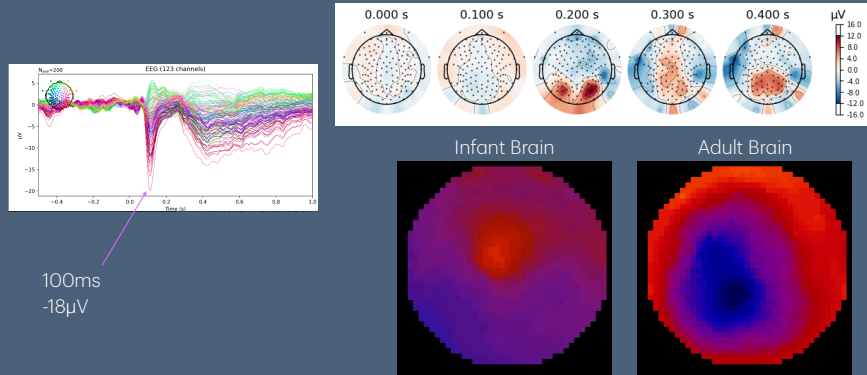 0.000 s 0.100 s 0.200 s 0.300 s 0.400 s µV
16.0
12.0
8.0
4.0
0.0
-4.0
-8.0
-12.0
-16.0
EEG (123 channels)
Nave=200
µV
5
0
−5
−10
−15
−20
−0.4 −0.2 0.0 0.2 0.4 0.6 0.8 1.0
Time (s)
100ms
-18µV
Infant Brain
Adult Brain